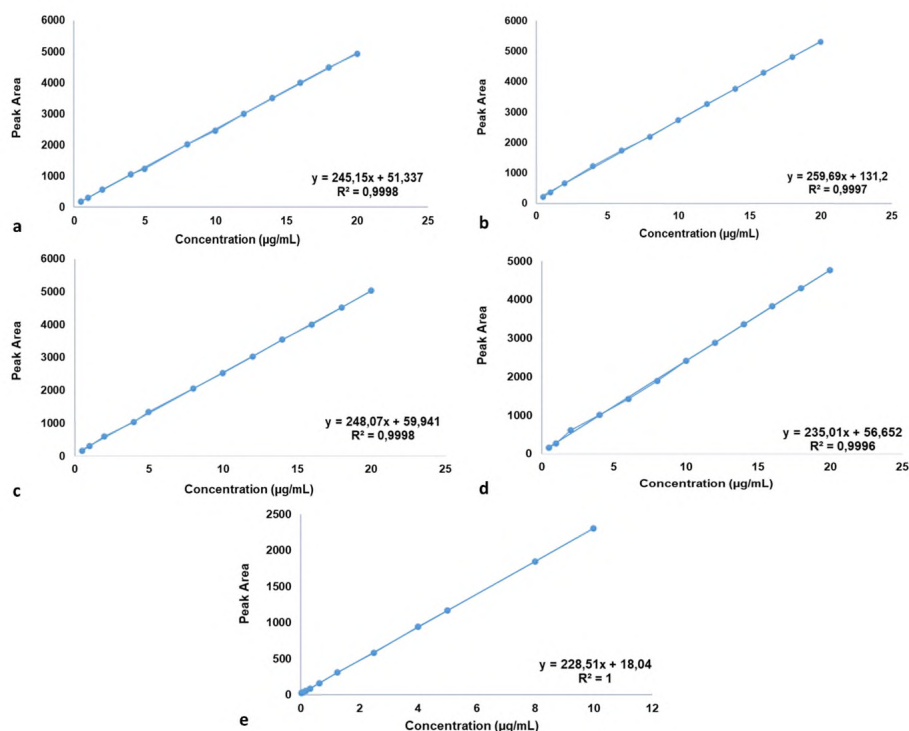 6000
5000
4000
3000
2000
1000
0
Peak Area
0 5 10 15 20 25
Concentration (µg/mL)
y = 245,15x + 51,337
R² = 0,9998
a
6000
5000
4000
3000
2000
1000
0
Peak Area
0 5 10 15 20 25
Concentration (µg/mL)
y = 259,69x + 131,2
R² = 0,9997
b
6000
5000
4000
3000
2000
1000
0
Peak Area
0 5 10 15 20 25
Concentration (µg/mL)
y = 248,07x + 59,941
R² = 0,9998
c
5000
4000
3000
2000
1000
0
Peak Area
0 5 10 15 20 25
Concentration (µg/mL)
y = 235,01x + 56,652
R² = 0,9996
d
2500
2000
1500
1000
500
0
Peak Area
0 2 4 6 8 10 12
Concentration (µg/mL)
y = 228,51x + 18,04
R² = 1
e